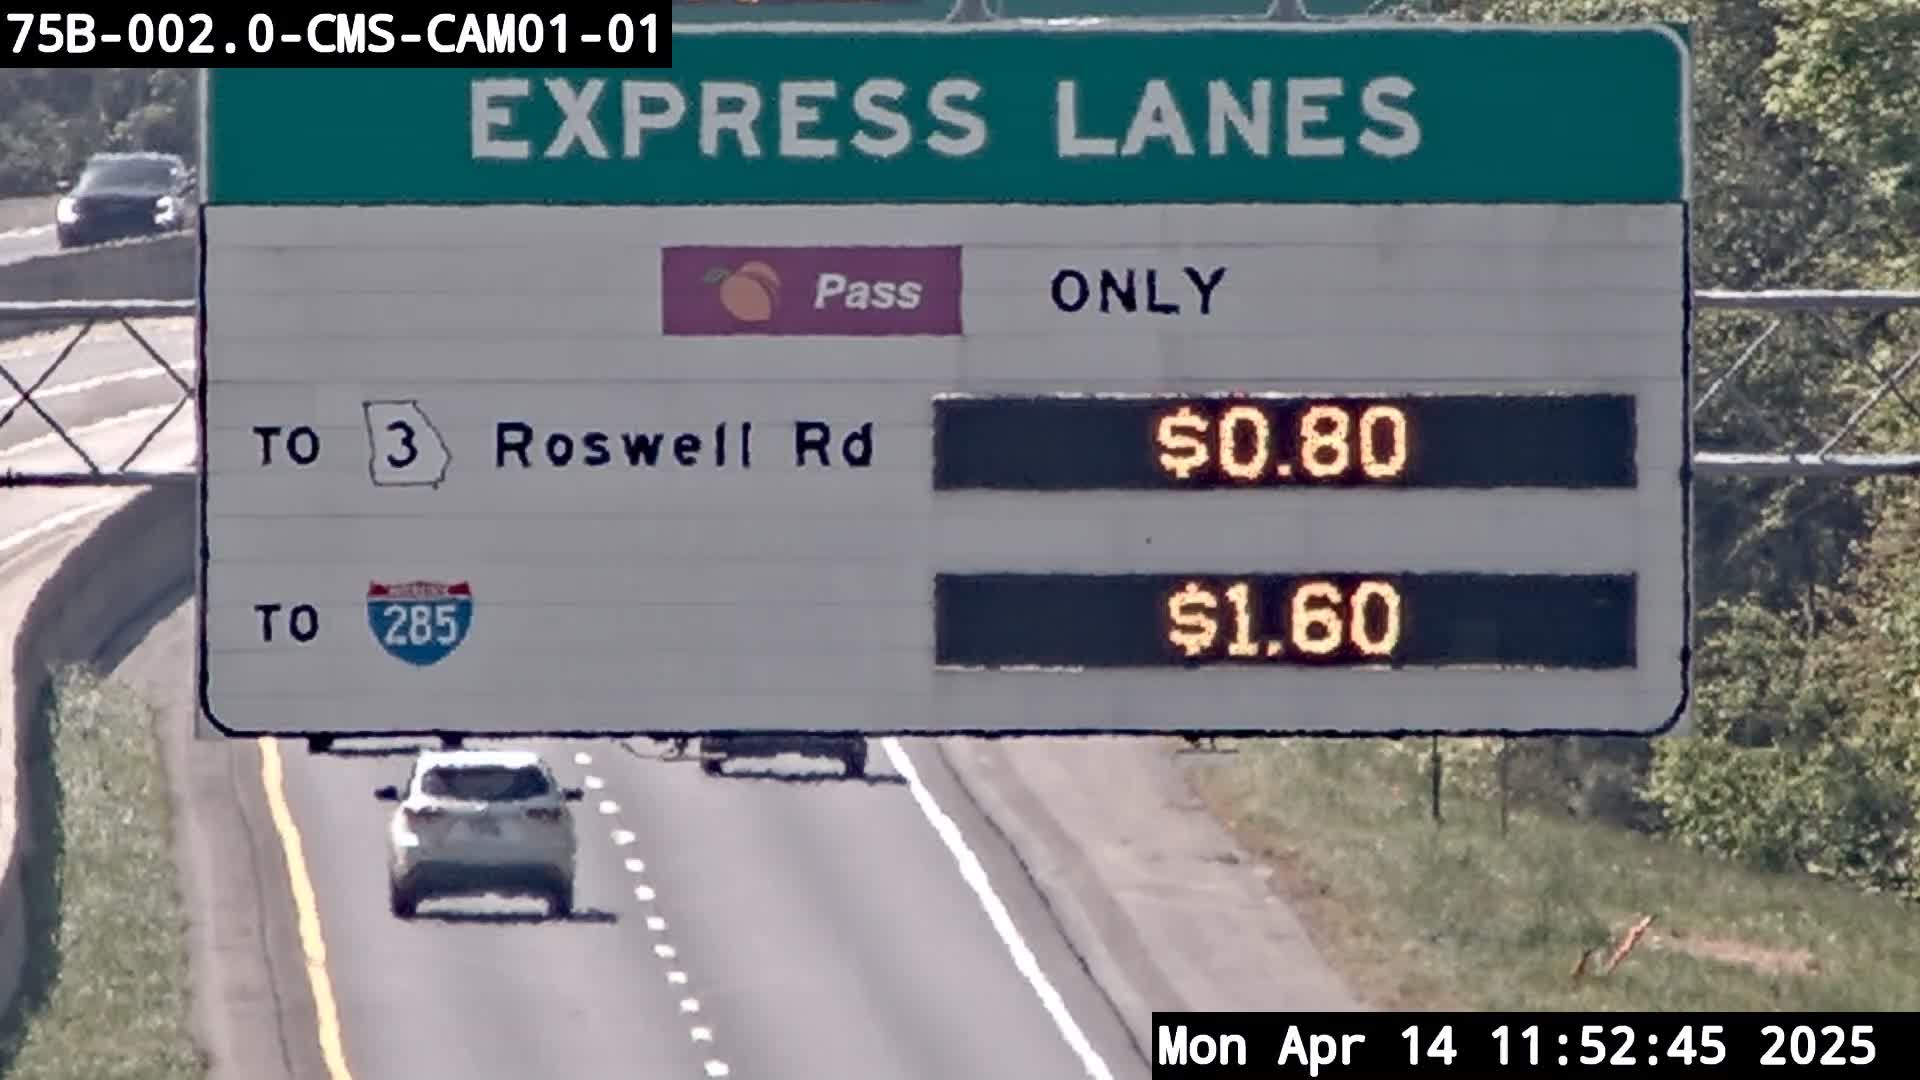 75B-002.0-CMS-CAM01-01
EXPRESS LANES
Pass ONLY
TO 3 Roswell Rd $0.80
TO 285 $1.60
Mon Apr 14 11:52:45 2025